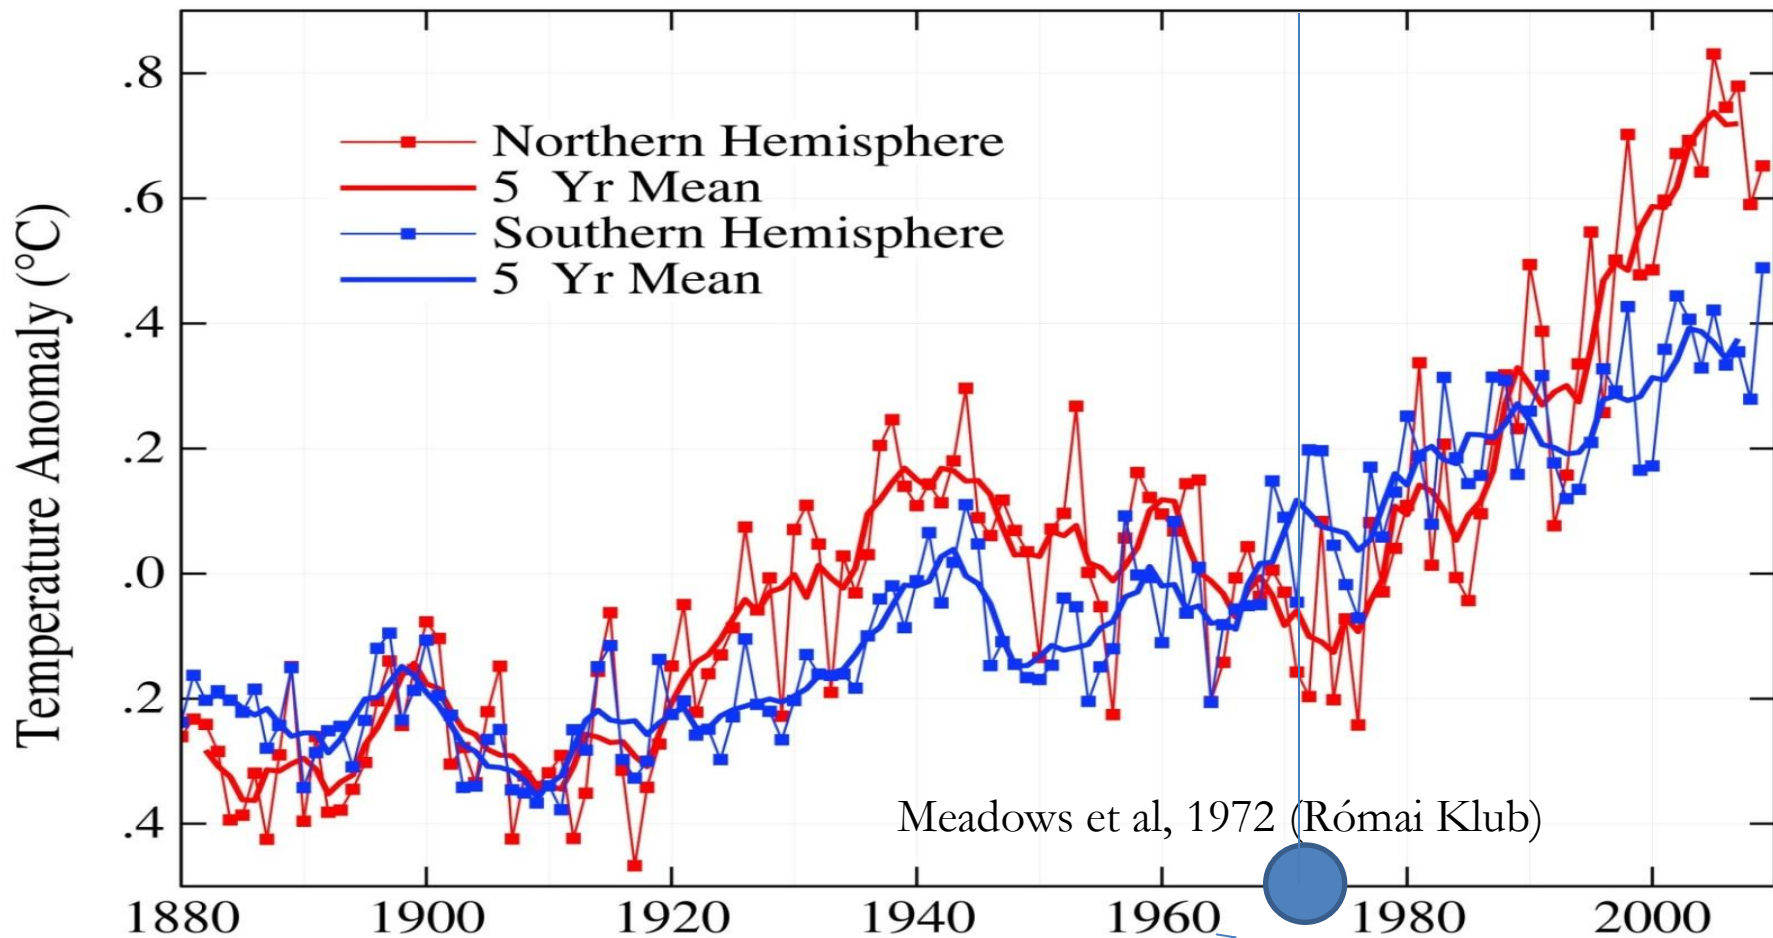 Temperature Anomaly (°C)
.8
.6
.4
.2
.0
.2
.4
Northern Hemisphere
5 Yr Mean
Southern Hemisphere
5 Yr Mean
Meadows et al, 1972 (Római Klub)
1880 1900 1920 1940 1960 1980 2000